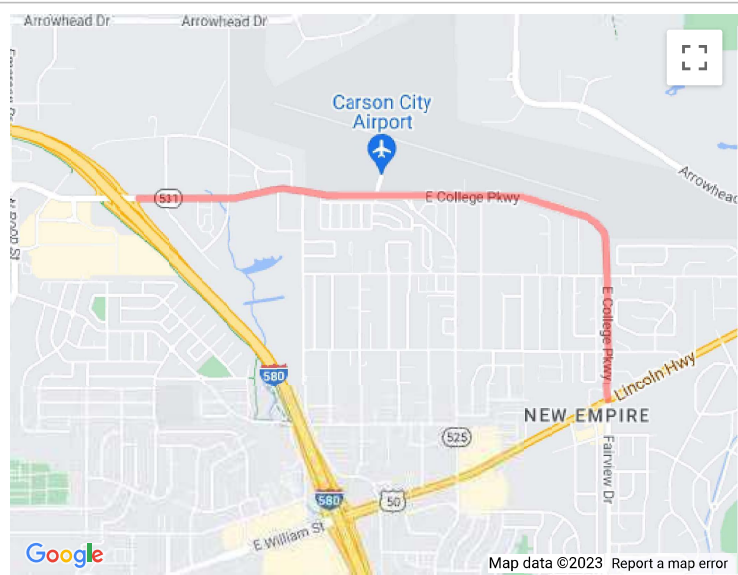 Arrowhead Dr
Arrowhead Dr
Carson City
Airport
Arrowhead
531
E College Pkwy
E College Pkwy
580
Lincoln Hwy
NEW EMPIRE
525
Fairview Dr
580
50
E William St
Google
Map data ©2023 Report a map error